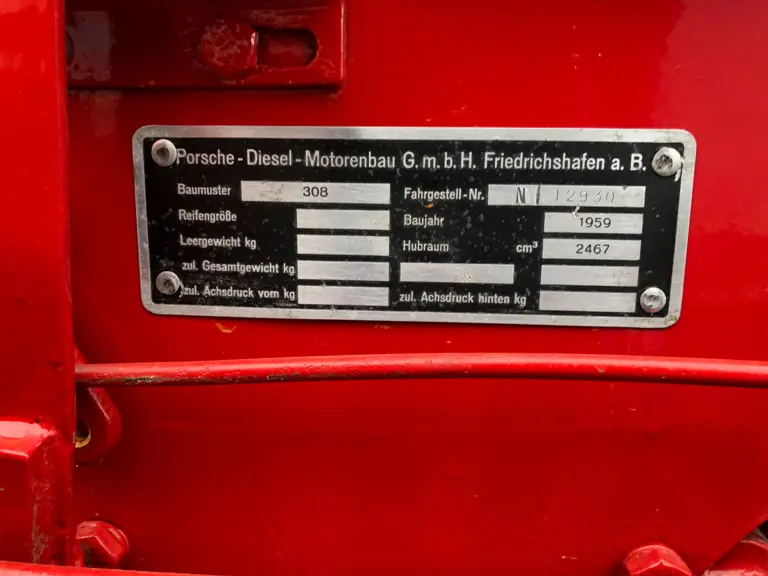 Porsche - Diesel - Motorenbau G. m. b. H. Friedrichshafen a. B.
Baumuster 308 Fahrgestell - Nr. N 12930
Reifengröße Baujahr 1959
Leergewicht kg Hubraum cm³ 2467
zul. Gesamtgewicht kg
zul. Achsdruck vorn kg zul. Achsdruck hinten kg